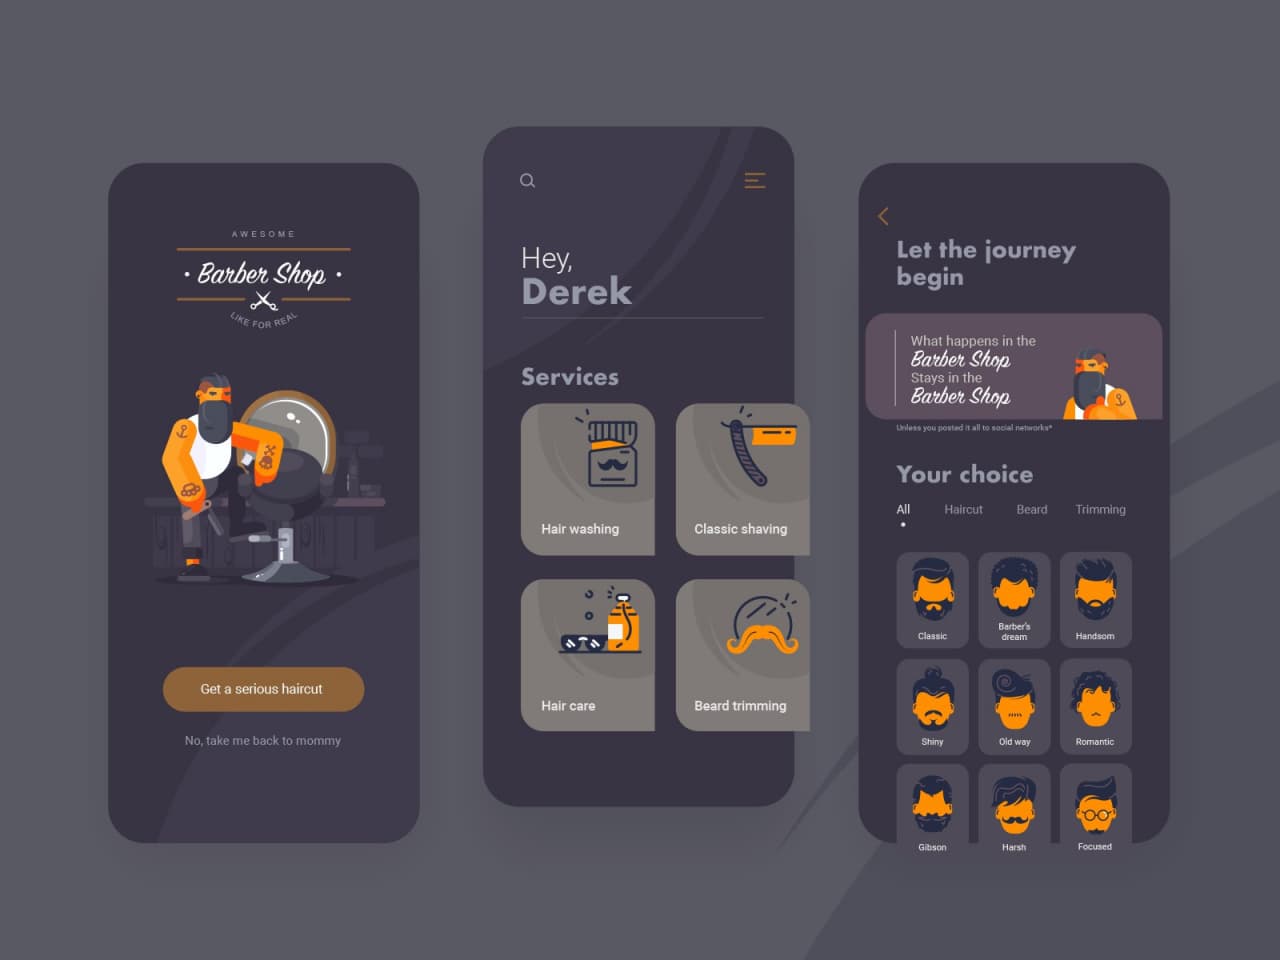 AWESOME
• Barber Shop •
LIKE FOR REAL
Get a serious haircut
No, take me back to mommy
Hey,
Derek
Services
Hair washing
Classic shaving
Hair care
Beard trimming
Let the journey
begin
What happens in the
Barber Shop
Stays in the
Barber Shop
Unless you posted it all to social networks*
Your choice
All Haircut Beard Trimming
Classic
Barber's
dream
Handsom
Shiny
Old way
Romantic
Gibson
Harsh
Focused